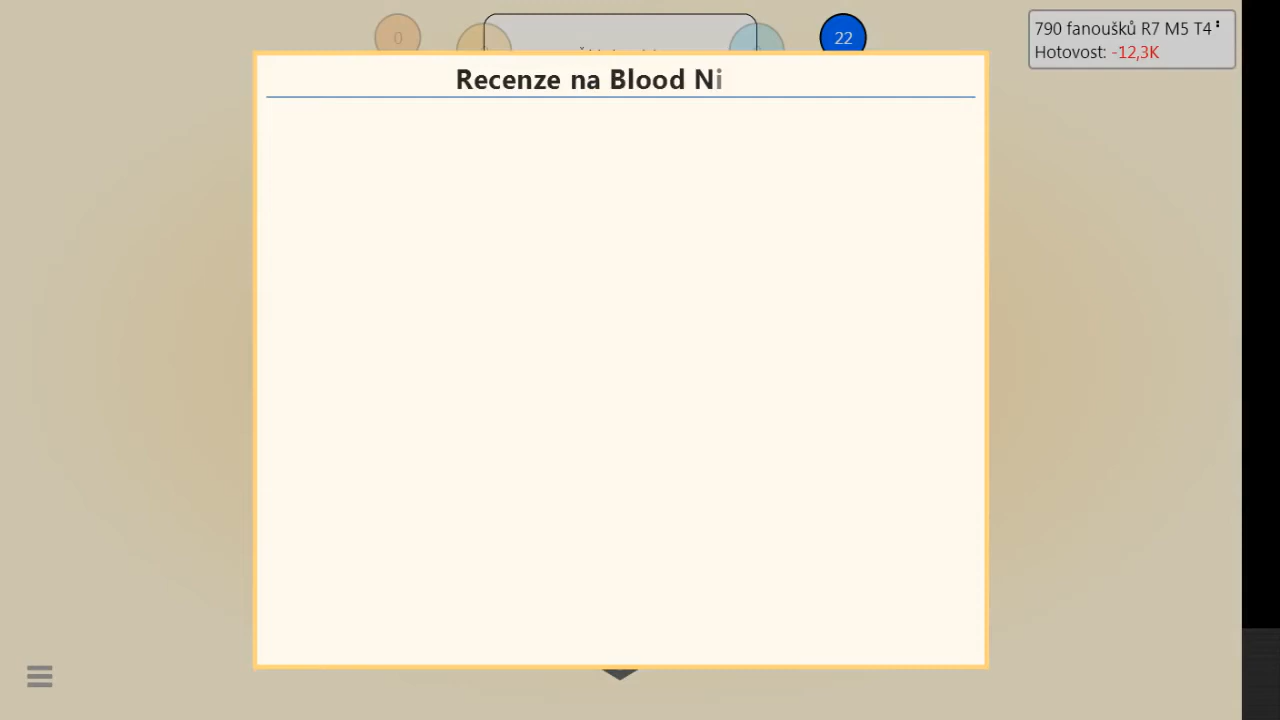 0
22
790 fanoušků R7 M5 T4
Hotovost: -12,3K
Recenze na Blood Ni